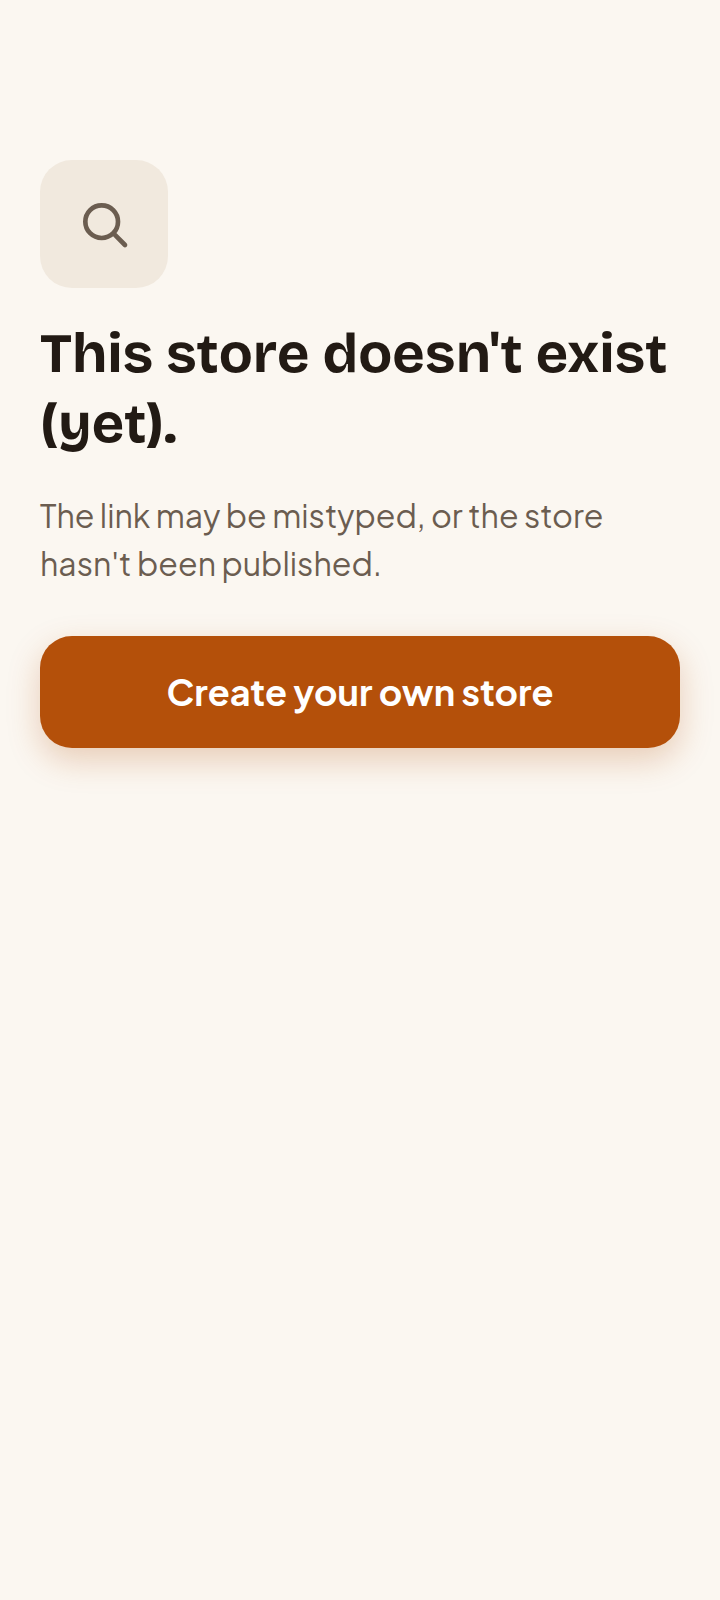 This store doesn't exist
(yet).
The link may be mistyped, or the store
hasn't been published.
Create your own store